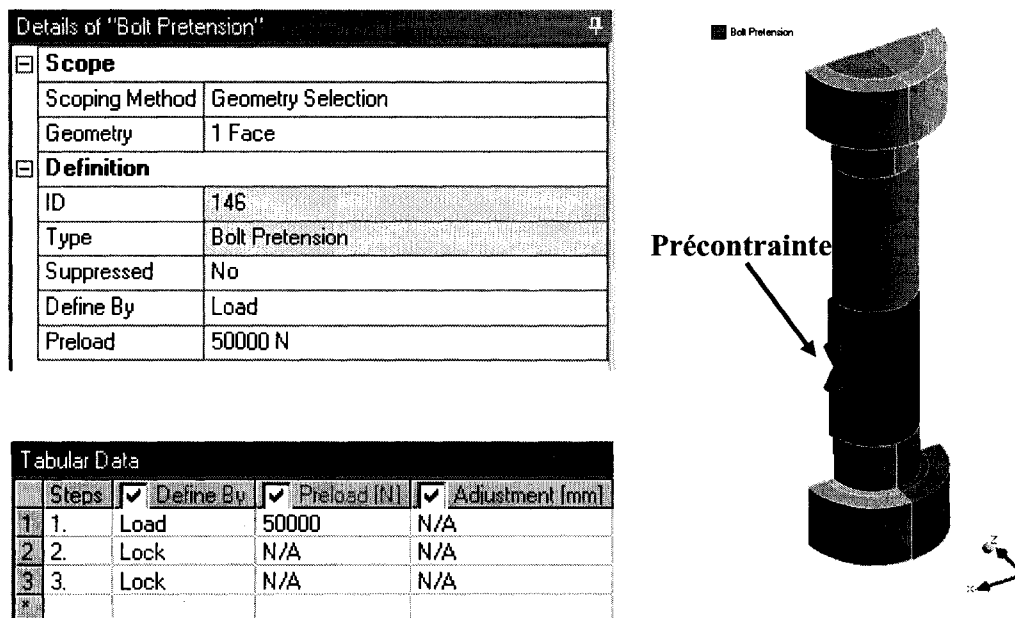 Details of "Bolt Pretension"
Scope
Scoping Method Geometry Selection
Geometry 1 Face
Definition
ID 146
Type Bolt Pretension
Suppressed No
Define By Load
Preload 50000 N
Tabular Data
Steps Define By Preload [N] Adjustment [mm]
1 1. Load 50000 N/A
2 2. Lock N/A N/A
3 3. Lock N/A N/A
*
Bolt Pretension
Précontrainte
Z
X